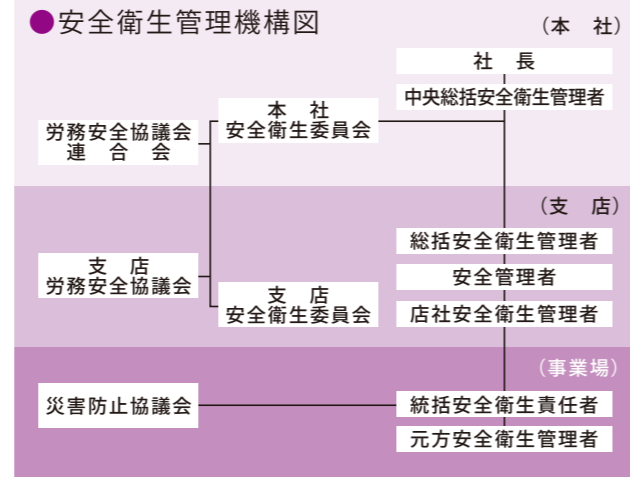 ●安全衛生管理機構図
（本　社）
社　長
中央総括安全衛生管理者
本　社
安全衛生委員会
労務安全協議会
連　合　会
（支　店）
総括安全衛生管理者
安全管理者
店社安全衛生管理者
支　店
労務安全協議会
支　店
安全衛生委員会
（事業場）
災害防止協議会
統括安全衛生責任者
元方安全衛生管理者